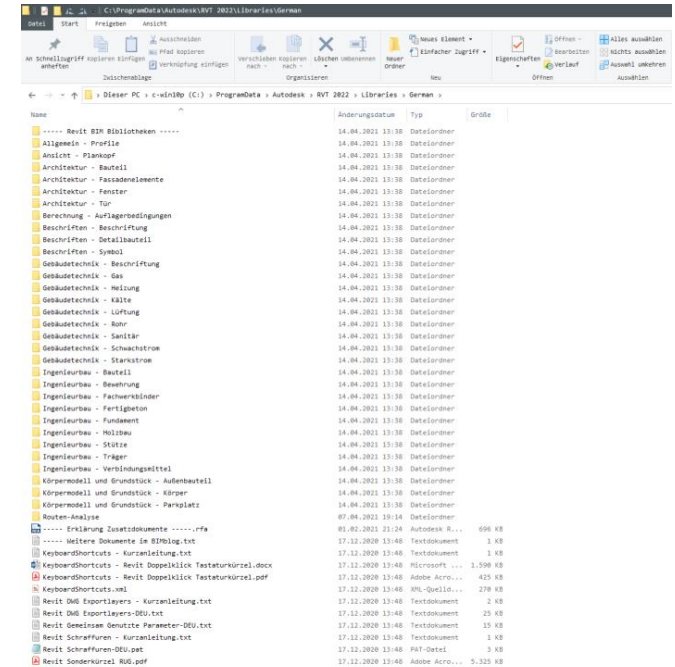 C:\ProgramData\Autodesk\RVT 2022\Libraries\German
Datei Start Freigeben Ansicht
An Schnellzugriff anheften
Kopieren Einfügen
Ausschneiden
Pfad kopieren
Verknüpfung einfügen
Verschieben nach
Kopieren nach
Löschen Umbenennen
Neuer Ordner
Neues Element
Einfacher Zugriff
Eigenschaften
Öffnen
Bearbeiten
Verlauf
Alles auswählen
Nichts auswählen
Auswahl umkehren
Zwischenablage Organisieren Neu Öffnen Auswählen
Dieser PC › c-win10p (C:) › ProgramData › Autodesk › RVT 2022 › Libraries › German ›
Name Änderungsdatum Typ Größe
----- Revit BIM Bibliotheken ----- 14.04.2021 13:38 Dateiordner
Allgemein - Profile 14.04.2021 13:38 Dateiordner
Ansicht - Plankopf 14.04.2021 13:38 Dateiordner
Architektur - Bauteil 14.04.2021 13:38 Dateiordner
Architektur - Fassadenelemente 14.04.2021 13:38 Dateiordner
Architektur - Fenster 14.04.2021 13:38 Dateiordner
Architektur - Tür 14.04.2021 13:38 Dateiordner
Berechnung - Auflagerbedingungen 14.04.2021 13:38 Dateiordner
Beschriften - Beschriftung 14.04.2021 13:38 Dateiordner
Beschriften - Detailbauteil 14.04.2021 13:38 Dateiordner
Beschriften - Symbol 14.04.2021 13:38 Dateiordner
Gebäudetechnik - Beschriftung 14.04.2021 13:38 Dateiordner
Gebäudetechnik - Gas 14.04.2021 13:38 Dateiordner
Gebäudetechnik - Heizung 14.04.2021 13:38 Dateiordner
Gebäudetechnik - Kälte 14.04.2021 13:38 Dateiordner
Gebäudetechnik - Lüftung 14.04.2021 13:38 Dateiordner
Gebäudetechnik - Rohr 14.04.2021 13:38 Dateiordner
Gebäudetechnik - Sanitär 14.04.2021 13:38 Dateiordner
Gebäudetechnik - Schwachstrom 14.04.2021 13:38 Dateiordner
Gebäudetechnik - Starkstrom 14.04.2021 13:38 Dateiordner
Ingenieurbau - Bauteil 14.04.2021 13:38 Dateiordner
Ingenieurbau - Bewehrung 14.04.2021 13:38 Dateiordner
Ingenieurbau - Fachwerkbinder 14.04.2021 13:38 Dateiordner
Ingenieurbau - Fertigbeton 14.04.2021 13:38 Dateiordner
Ingenieurbau - Fundament 14.04.2021 13:38 Dateiordner
Ingenieurbau - Holzbau 14.04.2021 13:38 Dateiordner
Ingenieurbau - Stütze 14.04.2021 13:38 Dateiordner
Ingenieurbau - Träger 14.04.2021 13:38 Dateiordner
Ingenieurbau - Verbindungsmittel 14.04.2021 13:38 Dateiordner
Körpermodell und Grundstück - Außenbauteil 14.04.2021 13:38 Dateiordner
Körpermodell und Grundstück - Körper 14.04.2021 13:38 Dateiordner
Körpermodell und Grundstück - Parkplatz 14.04.2021 13:38 Dateiordner
Routen-Analyse 07.04.2021 19:14 Dateiordner
----- Erklärung Zusatzdokumente -----.rfa 01.02.2021 21:24 Autodesk R... 696 KB
----- Weitere Dokumente im BIMblog.txt 17.12.2020 13:48 Textdokument 1 KB
KeyboardShortcuts - Kurzanleitung.txt 17.12.2020 13:48 Textdokument 1 KB
KeyboardShortcuts - Revit Doppelklick Tastaturkürzel.docx 17.12.2020 13:48 Microsoft ... 1.590 KB
KeyboardShortcuts - Revit Doppelklick Tastaturkürzel.pdf 17.12.2020 13:48 Adobe Acro... 425 KB
KeyboardShortcuts.xml 17.12.2020 13:48 XML-Quelld... 270 KB
Revit DWG Exportlayers - Kurzanleitung.txt 17.12.2020 13:48 Textdokument 2 KB
Revit DWG Exportlayers-DEU.txt 17.12.2020 13:48 Textdokument 25 KB
Revit Gemeinsam Genutzte Parameter-DEU.txt 17.12.2020 13:48 Textdokument 15 KB
Revit Schraffuren - Kurzanleitung.txt 17.12.2020 13:48 Textdokument 1 KB
Revit Schraffuren-DEU.pat 17.12.2020 13:48 PAT-Datei 3 KB
Revit Sonderkürzel RUG.pdf 17.12.2020 13:48 Adobe Acro... 5.325 KB